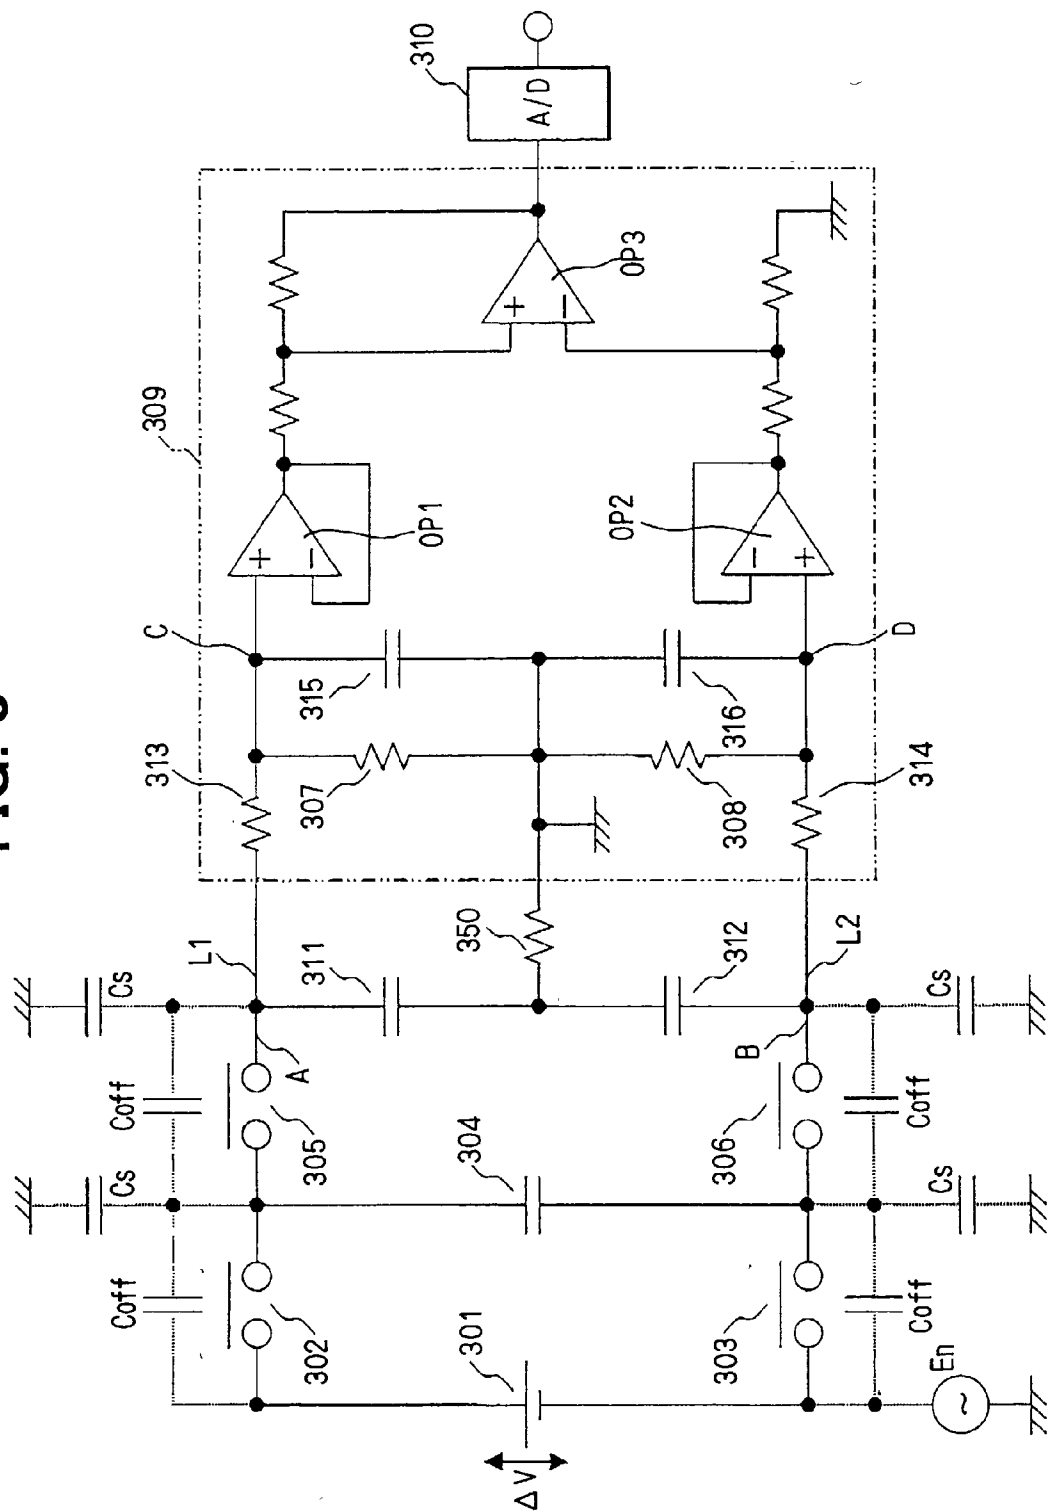 FIG.
Coff
Cs
Coff
Cs
L1
313
C
309
302
305
A
311
307
315
OP1
310
ΔV
301
304
350
A/D
+
−
OP3
303
306
B
312
308
316
OP2
En
Coff
Cs
Coff
Cs
L2
314
D
+
−
−
+
~